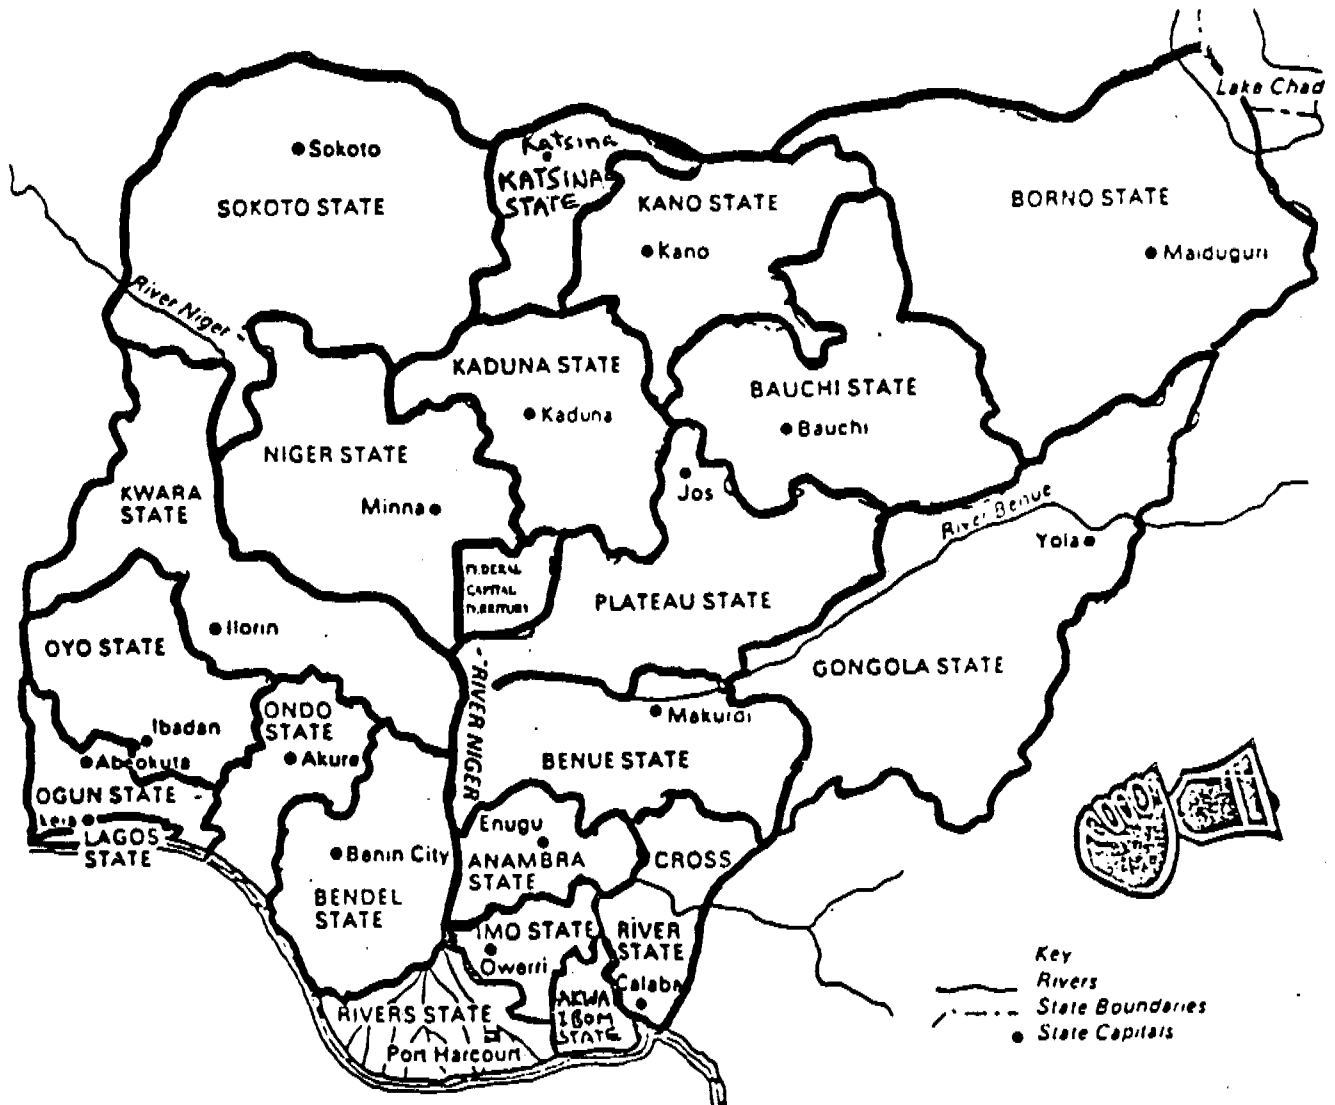 Lake Chad
Katsina
KATSINA
STATE
Sokoto
SOKOTO STATE
KANO STATE
Kano
BORNO STATE
Maiduguri
River Niger
KADUNA STATE
Kaduna
BAUCHI STATE
Bauchi
NIGER STATE
Minna
KWARA
STATE
Jos
River Benue
Yola
CAPITAL
PLATEAU STATE
Ilorin
OYO STATE
GONGOLA STATE
RIVER NIGER
ONDO
STATE
Ibadan
Akure
Makurdi
Abeokuta
BENUE STATE
OGUN STATE
LAGOS
STATE
Enugu
Benin City
ANAMBRA
STATE
CROSS
BENDEL
STATE
IMO STATE
Owerri
RIVER
STATE
Calaba
RIVERS STATE
AKWA
IBOM
STATE
Port Harcourt
Key
Rivers
State Boundaries
State Capitals